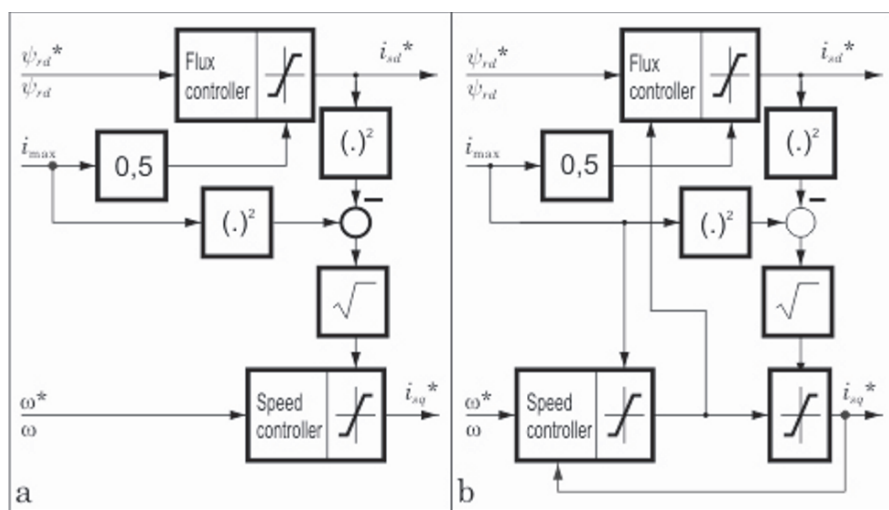 ψrd*
ψrd
Flux
controller
isd*
imax
0,5
(.)²
(.)²
−
√
ω*
ω
Speed
controller
isq*
a
ψrd*
ψrd
Flux
controller
isd*
imax
0,5
(.)²
(.)²
−
√
ω*
ω
Speed
controller
isq*
b